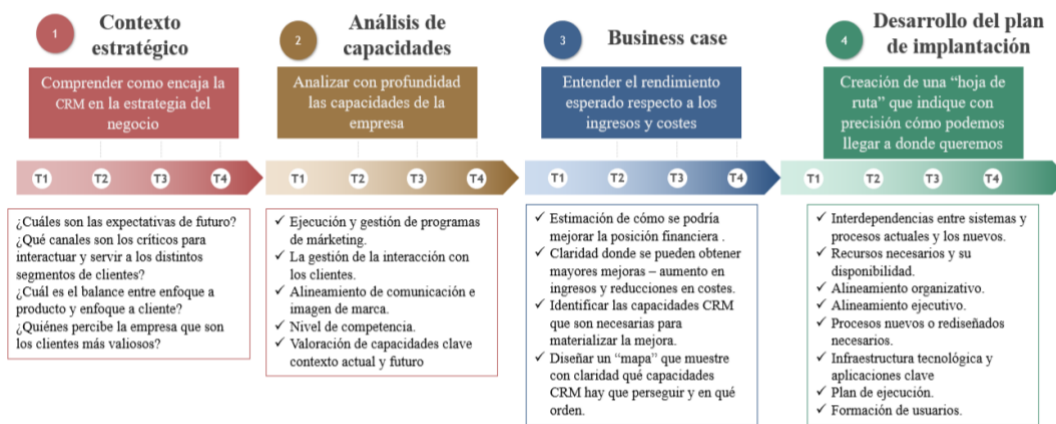 1
Contexto
estratégico
Comprender como encaja la
CRM en la estrategia del
negocio
T1 T2 T3 T4
¿Cuáles son las expectativas de futuro?
¿Qué canales son los críticos para
interactuar y servir a los distintos
segmentos de clientes?
¿Cuál es el balance entre enfoque a
producto y enfoque a cliente?
¿Quiénes percibe la empresa que son
los clientes más valiosos?
2
Análisis de
capacidades
Analizar con profundidad
las capacidades de la
empresa
T1 T2 T3 T4
✓ Ejecución y gestión de programas
de márketing.
✓ La gestión de la interacción con
los clientes.
✓ Alineamiento de comunicación e
imagen de marca.
✓ Nivel de competencia.
✓ Valoración de capacidades clave
contexto actual y futuro
3
Business case
Entender el rendimiento
esperado respecto a los
ingresos y costes
T1 T2 T3 T4
✓ Estimación de cómo se podría
mejorar la posición financiera .
✓ Claridad donde se pueden obtener
mayores mejoras – aumento en
ingresos y reducciones en costes.
✓ Identificar las capacidades CRM
que son necesarias para
materializar la mejora.
✓ Diseñar un “mapa” que muestre
con claridad qué capacidades
CRM hay que perseguir y en qué
orden.
4
Desarrollo del plan
de implantación
Creación de una “hoja de
ruta” que indique con
precisión cómo podemos
llegar a donde queremos
T1 T2 T3 T4
✓ Interdependencias entre sistemas y
procesos actuales y los nuevos.
✓ Recursos necesarios y su
disponibilidad.
✓ Alineamiento organizativo.
✓ Alineamiento ejecutivo.
✓ Procesos nuevos o rediseñados
necesarios.
✓ Infraestructura tecnológica y
aplicaciones clave
✓ Plan de ejecución.
✓ Formación de usuarios.